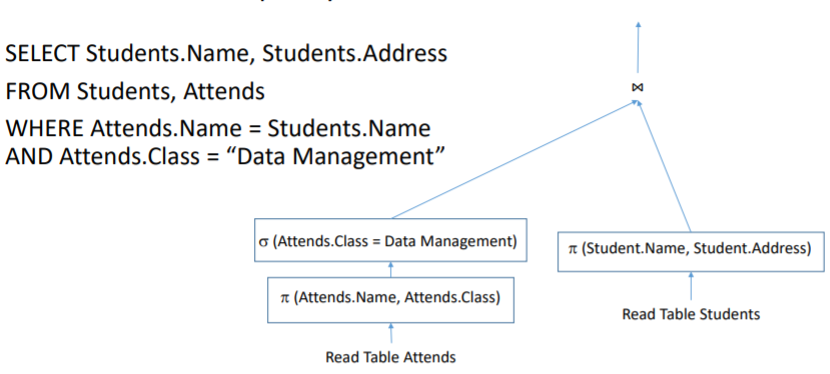 SELECT Students.Name, Students.Address
FROM Students, Attends
WHERE Attends.Name = Students.Name
AND Attends.Class = “Data Management”
⋈
σ (Attends.Class = Data Management)
π (Student.Name, Student.Address)
π (Attends.Name, Attends.Class)
Read Table Students
Read Table Attends